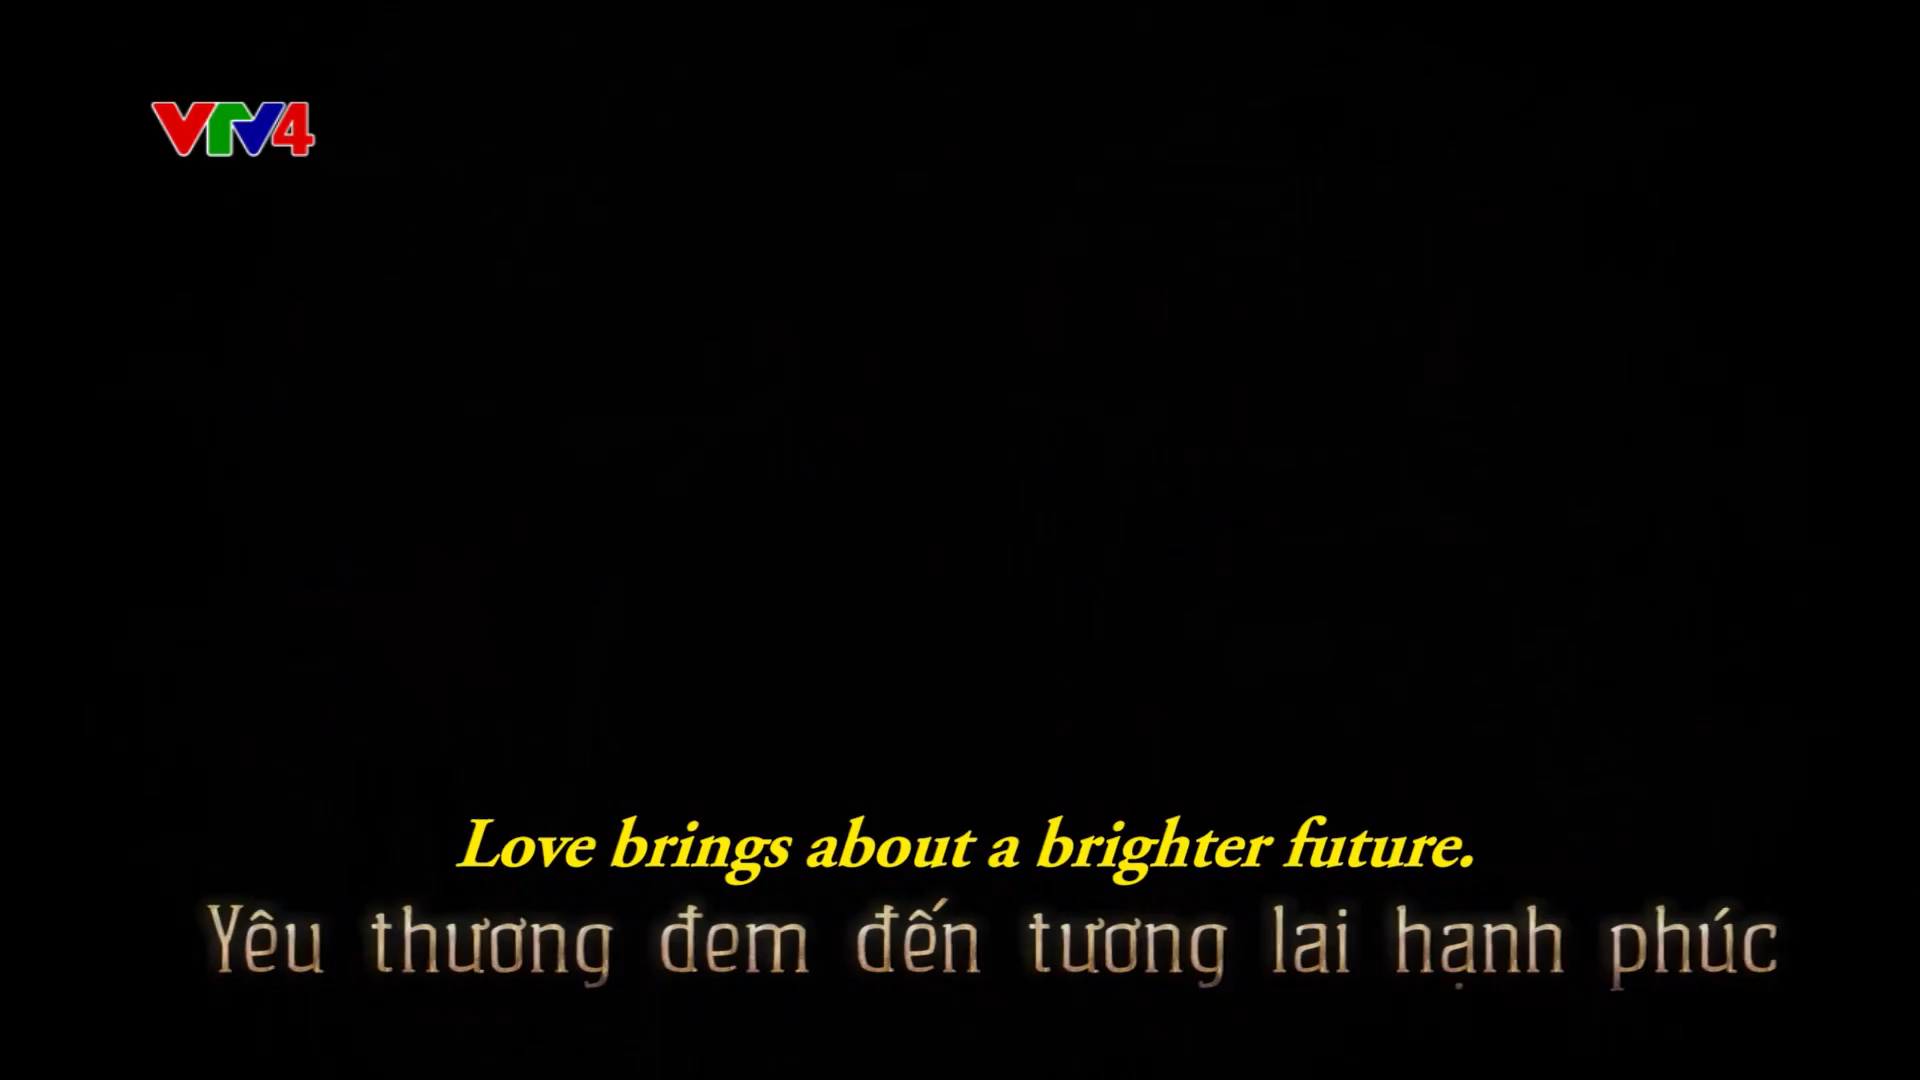 VTV4
Love brings about a brighter future.
Yêu thương đem đến tương lai hạnh phúc